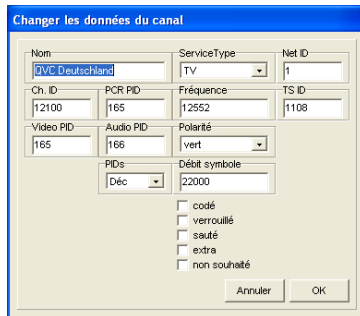 Changer les données du canal
Nom ServiceType Net ID
QVC Deutschland TV 1
Ch. ID PCR PID Fréquence TS ID
12100 165 12552 1108
Video PID Audio PID Polarité
165 166 vert
PIDs Débit symbole
Déc 22000
codé
verrouillé
sauté
extra
non souhaité
Annuler OK